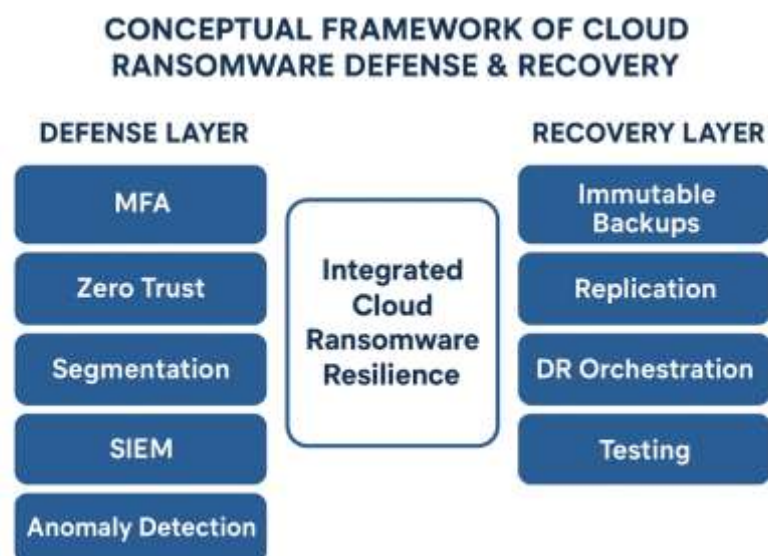 CONCEPTUAL FRAMEWORK OF CLOUD
RANSOMWARE DEFENSE & RECOVERY
DEFENSE LAYER
MFA
Zero Trust
Segmentation
SIEM
Anomaly Detection
Integrated
Cloud
Ransomware
Resilience
RECOVERY LAYER
Immutable
Backups
Replication
DR Orchestration
Testing